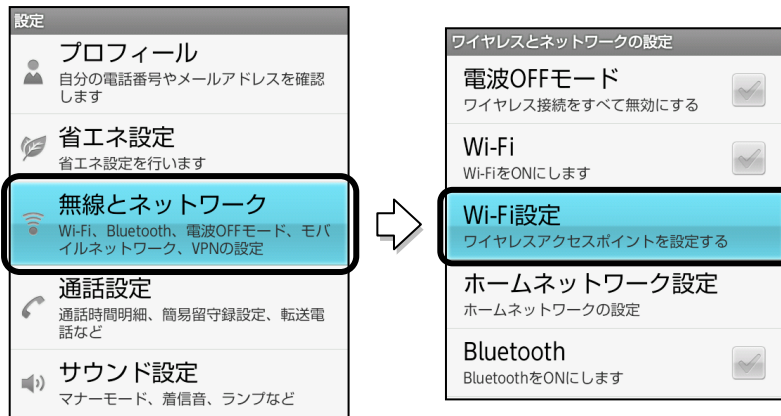 設定
プロフィール
自分の電話番号やメールアドレスを確認
します
省エネ設定
省エネ設定を行います
無線とネットワーク
Wi-Fi、Bluetooth、電波OFFモード、モバ
イルネットワーク、VPNの設定
通話設定
通話時間明細、簡易留守録設定、転送電
話など
サウンド設定
マナーモード、着信音、ランプなど
ワイヤレスとネットワークの設定
電波OFFモード
ワイヤレス接続をすべて無効にする
Wi-Fi
Wi-FiをONにします
Wi-Fi設定
ワイヤレスアクセスポイントを設定する
ホームネットワーク設定
ホームネットワークの設定
Bluetooth
BluetoothをONにします